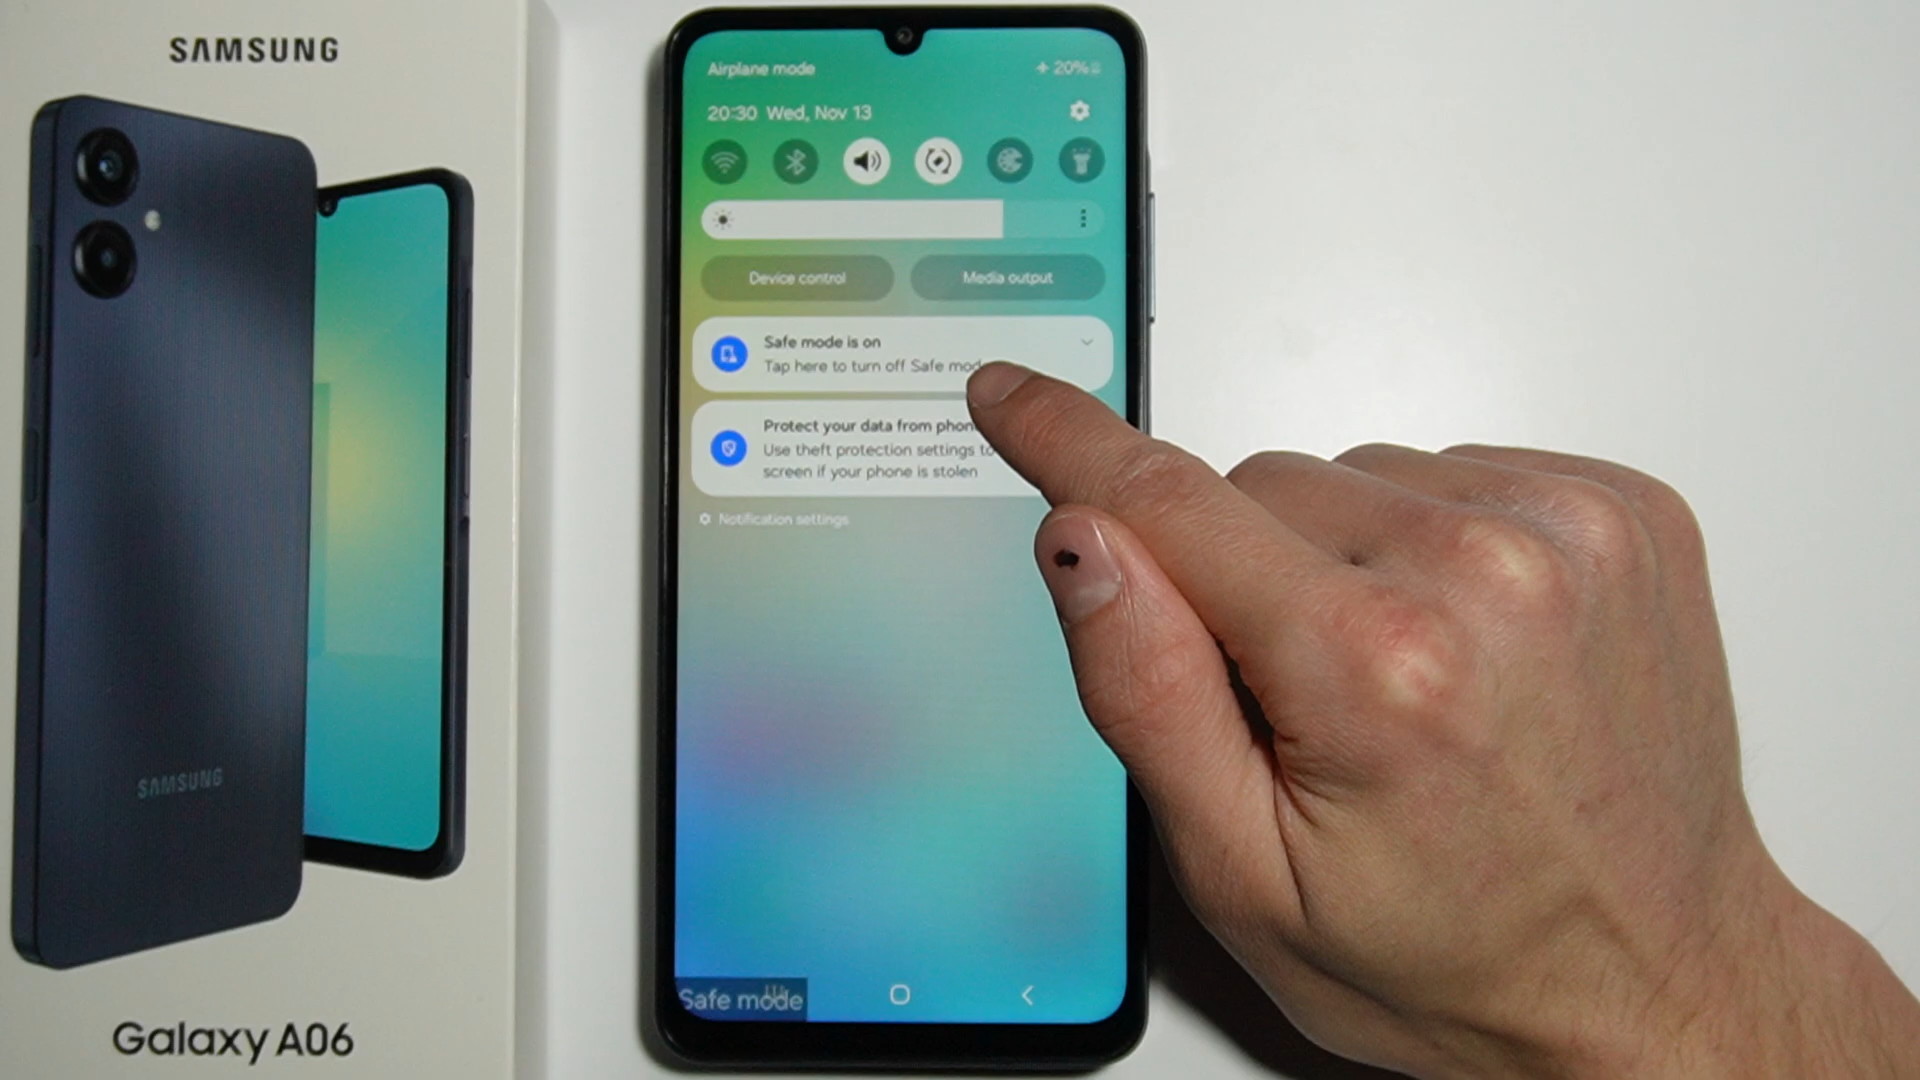 SAMSUNG
SAMSUNG
Galaxy A06
Airplane mode
20%
20:30 Wed, Nov 13
Device control
Media output
Safe mode is on
Tap here to turn off Safe mod
Protect your data from phon
Use theft protection settings to
screen if your phone is stolen
Notification settings
Safe mode